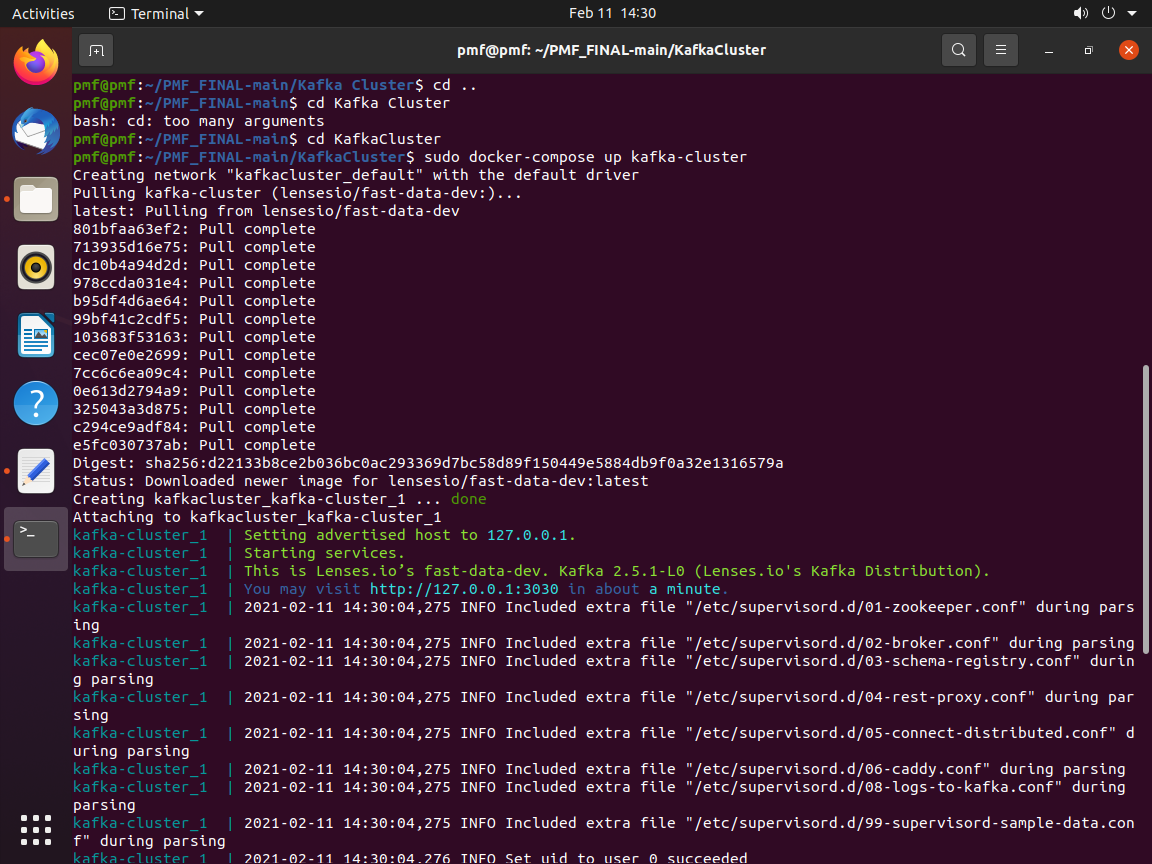 Activities
Terminal
Feb 11 14:30
pmf@pmf: ~/PMF_FINAL-main/KafkaCluster
pmf@pmf:~/PMF_FINAL-main/Kafka Cluster$ cd ..
pmf@pmf:~/PMF_FINAL-main$ cd Kafka Cluster
bash: cd: too many arguments
pmf@pmf:~/PMF_FINAL-main$ cd KafkaCluster
pmf@pmf:~/PMF_FINAL-main/KafkaCluster$ sudo docker-compose up kafka-cluster
Creating network "kafkacluster_default" with the default driver
Pulling kafka-cluster (lensesio/fast-data-dev:)...
latest: Pulling from lensesio/fast-data-dev
801bfaa63ef2: Pull complete
713935d16e75: Pull complete
dc10b4a94d2d: Pull complete
978ccda031e4: Pull complete
b95df4d6ae64: Pull complete
99bf41c2cdf5: Pull complete
103683f53163: Pull complete
cec07e0e2699: Pull complete
7cc6c6ea09c4: Pull complete
0e613d2794a9: Pull complete
325043a3d875: Pull complete
c294ce9adf84: Pull complete
e5fc030737ab: Pull complete
Digest: sha256:d22133b8ce2b036bc0ac293369d7bc58d89f150449e5884db9f0a32e1316579a
Status: Downloaded newer image for lensesio/fast-data-dev:latest
Creating kafkacluster_kafka-cluster_1 ... done
Attaching to kafkacluster_kafka-cluster_1
kafka-cluster_1  | Setting advertised host to 127.0.0.1.
kafka-cluster_1  | Starting services.
kafka-cluster_1  | This is Lenses.io’s fast-data-dev. Kafka 2.5.1-L0 (Lenses.io's Kafka Distribution).
kafka-cluster_1  | You may visit http://127.0.0.1:3030 in about a minute.
kafka-cluster_1  | 2021-02-11 14:30:04,275 INFO Included extra file "/etc/supervisord.d/01-zookeeper.conf" during pars
ing
kafka-cluster_1  | 2021-02-11 14:30:04,275 INFO Included extra file "/etc/supervisord.d/02-broker.conf" during parsing
kafka-cluster_1  | 2021-02-11 14:30:04,275 INFO Included extra file "/etc/supervisord.d/03-schema-registry.conf" durin
g parsing
kafka-cluster_1  | 2021-02-11 14:30:04,275 INFO Included extra file "/etc/supervisord.d/04-rest-proxy.conf" during par
sing
kafka-cluster_1  | 2021-02-11 14:30:04,275 INFO Included extra file "/etc/supervisord.d/05-connect-distributed.conf" d
uring parsing
kafka-cluster_1  | 2021-02-11 14:30:04,275 INFO Included extra file "/etc/supervisord.d/06-caddy.conf" during parsing
kafka-cluster_1  | 2021-02-11 14:30:04,275 INFO Included extra file "/etc/supervisord.d/08-logs-to-kafka.conf" during
parsing
kafka-cluster_1  | 2021-02-11 14:30:04,275 INFO Included extra file "/etc/supervisord.d/99-supervisord-sample-data.con
f" during parsing
kafka-cluster_1  | 2021-02-11 14:30:04,276 INFO Set uid to user 0 succeeded